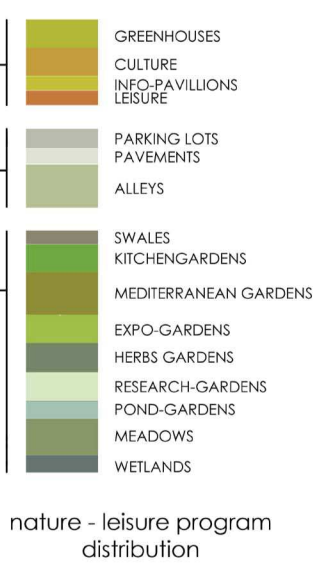 GREENHOUSES
CULTURE
INFO-PAVILLIONS
LEISURE
PARKING LOTS
PAVEMENTS
ALLEYS
SWALES
KITCHENGARDENS
MEDITERRANEAN GARDENS
EXPO-GARDENS
HERBS GARDENS
RESEARCH-GARDENS
POND-GARDENS
MEADOWS
WETLANDS
nature - leisure program
distribution